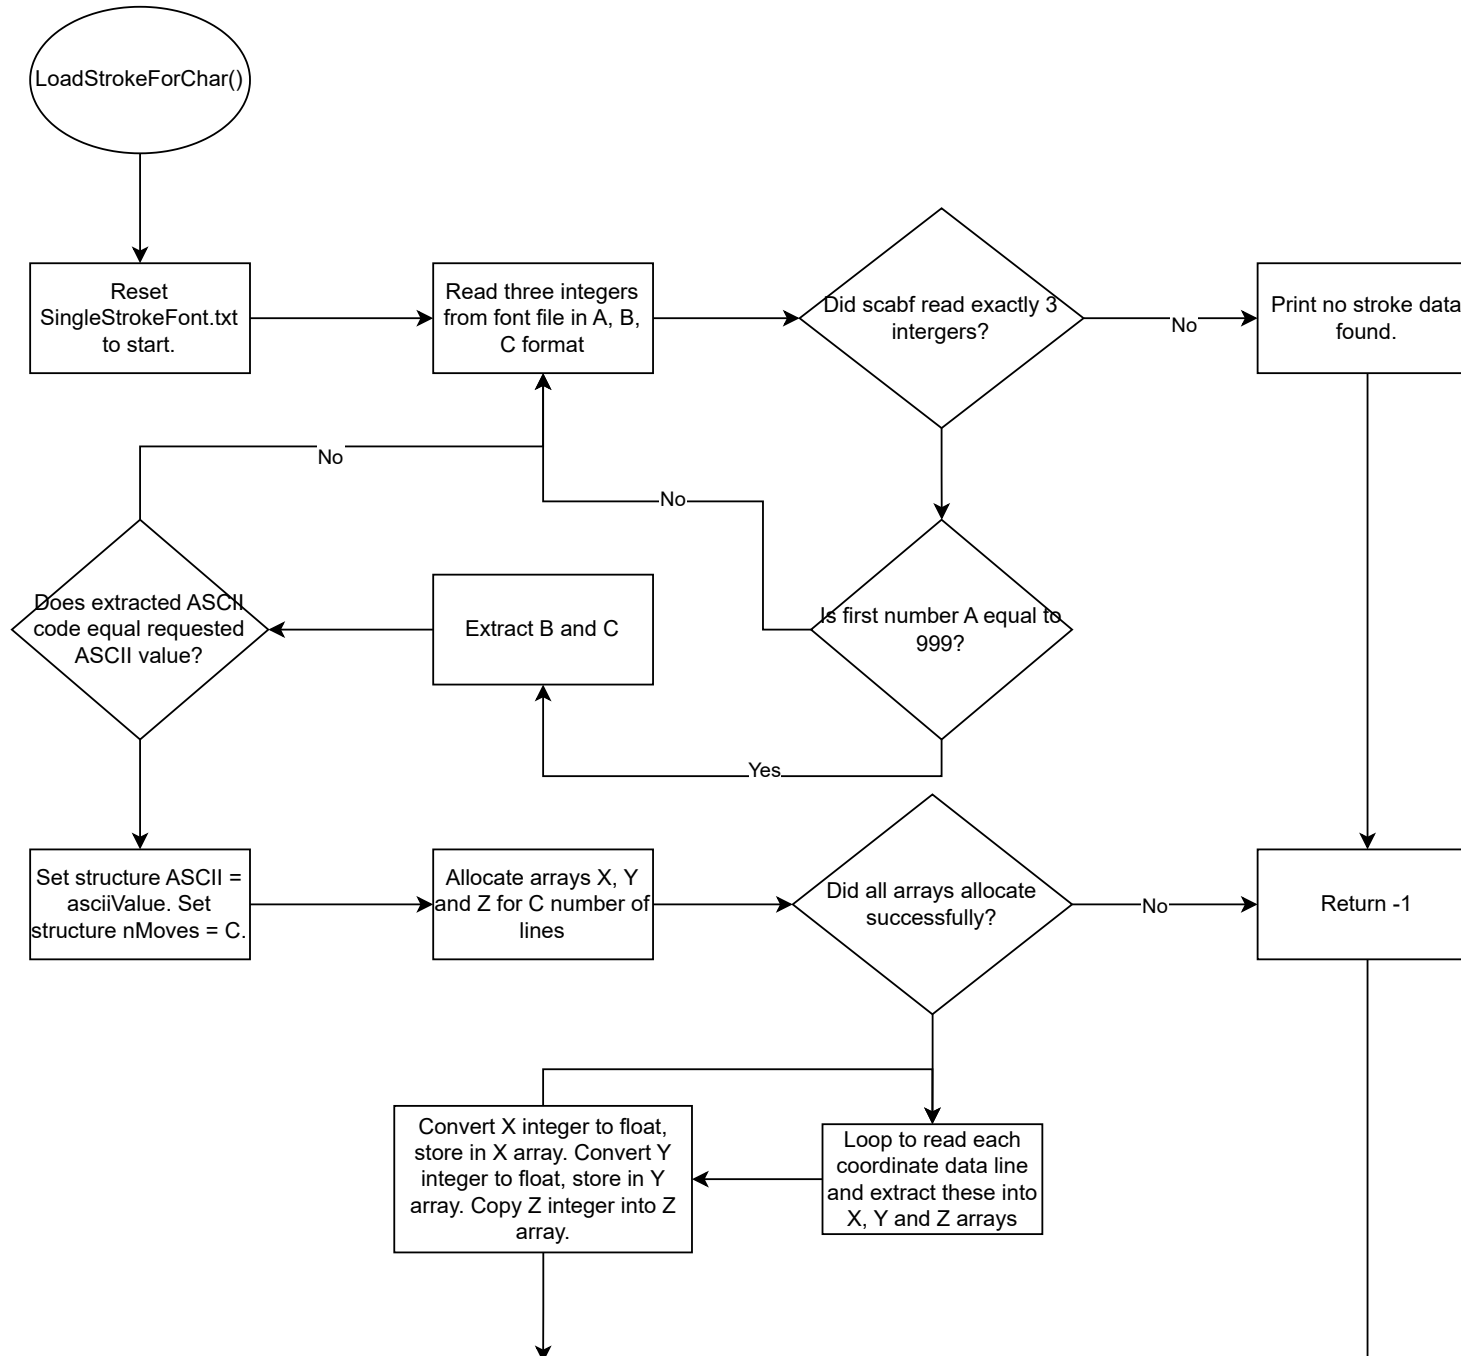 LoadStrokeForChar()
Reset
SingleStrokeFont.txt
to start.
Read three integers
from font file in A, B,
C format
Did scabf read exactly 3
intergers?
No
Print no stroke data
found.
No
No
Does extracted ASCII
code equal requested
ASCII value?
Extract B and C
Is first number A equal to
999?
Yes
Set structure ASCII =
asciiValue. Set
structure nMoves = C.
Allocate arrays X, Y
and Z for C number of
lines
Did all arrays allocate
successfully?
No
Return -1
Convert X integer to float,
store in X array. Convert Y
integer to float, store in Y
array. Copy Z integer into Z
array.
Loop to read each
coordinate data line
and extract these into
X, Y and Z arrays